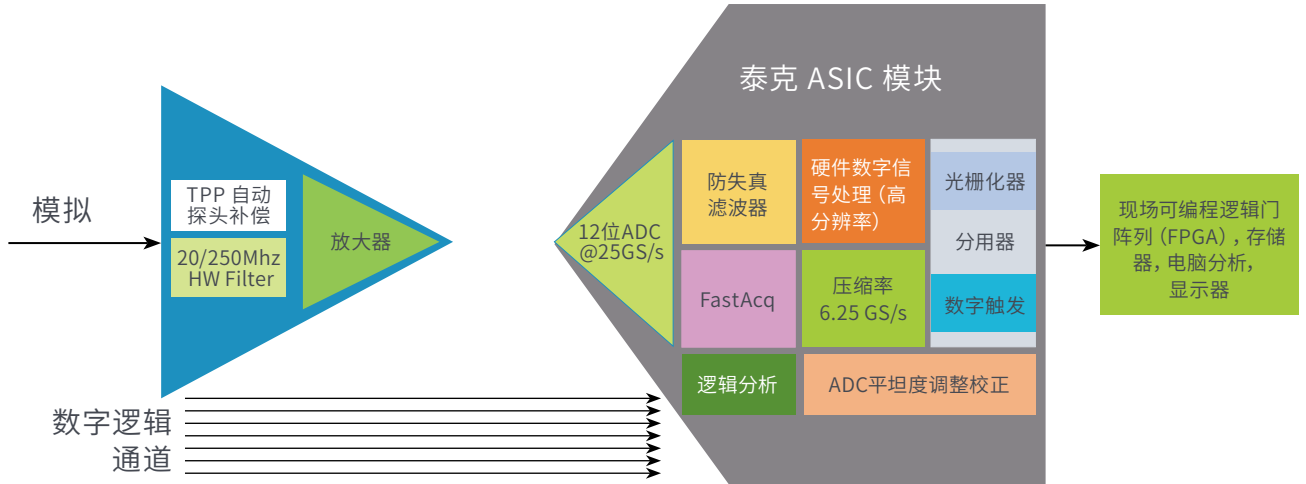 模拟
TPP 自动
探头补偿
20/250Mhz
HW Filter
放大器
数字逻辑
通道
泰克 ASIC 模块
12位ADC
@25GS/s
防失真
滤波器
硬件数字信
号处理（高
分辨率）
光栅化器
分用器
数字触发
FastAcq
压缩率
6.25 GS/s
逻辑分析
ADC平坦度调整校正
现场可编程逻辑门
阵列（FPGA），存储
器，电脑分析，
显示器